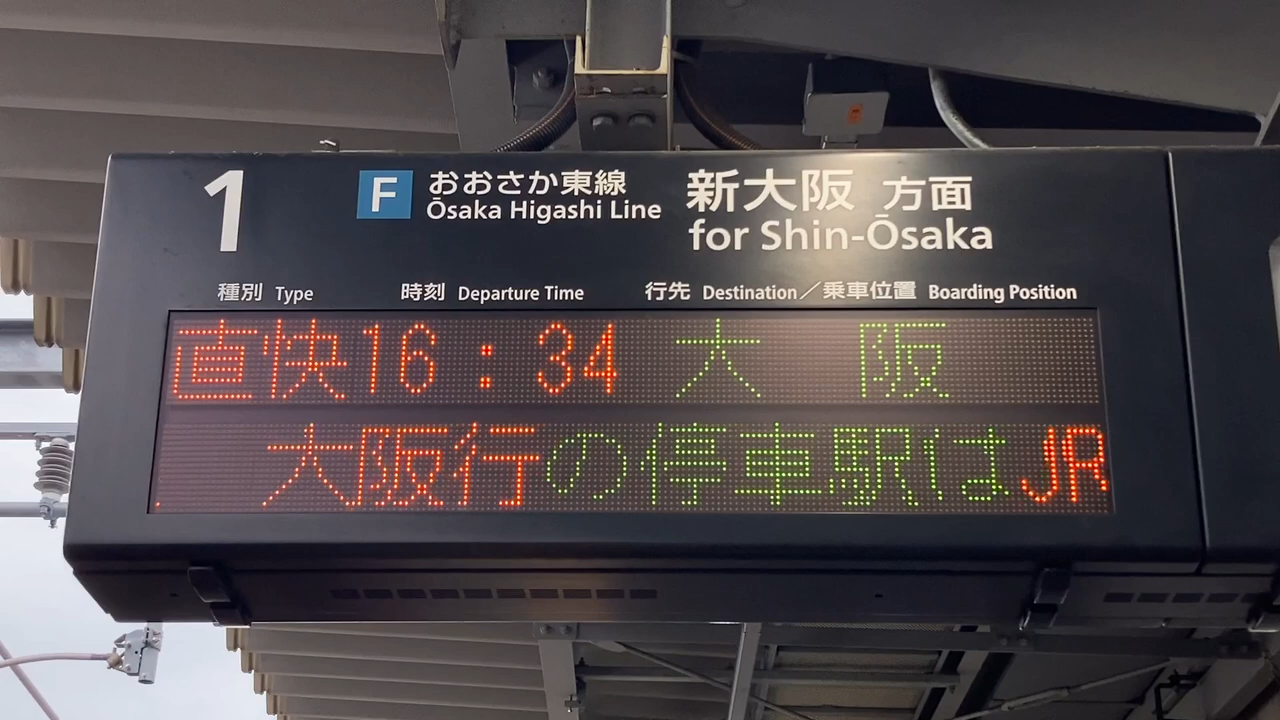 1 F おおさか東線 新大阪 方面
Ōsaka Higashi Line for Shin-Ōsaka
種別 Type 時刻 Departure Time 行先 Destination／乗車位置 Boarding Position
直快 16:34 大 阪
大阪行の停車駅はJR